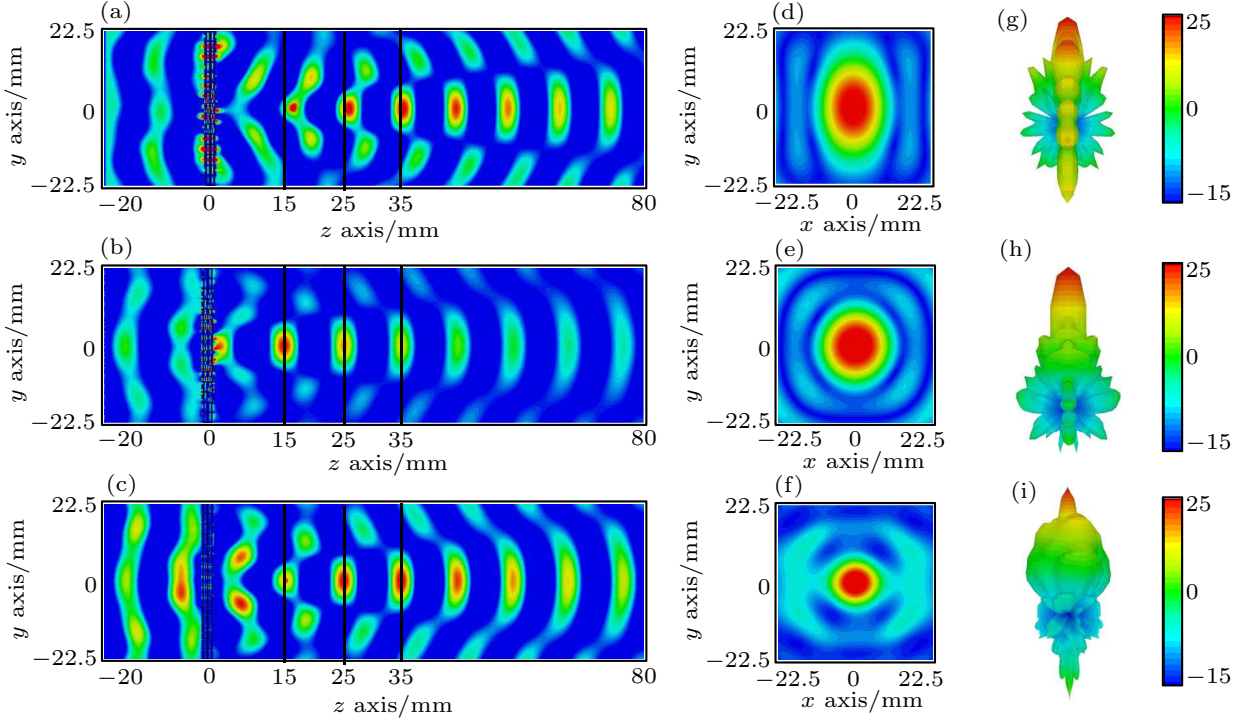 (a)
22.5
0
−22.5
y axis/mm
−20 0 15 25 35 80
z axis/mm
(d)
22.5
0
−22.5
y axis/mm
−22.5 22.5
x axis/mm
(g)
25
0
−15
(b)
22.5
0
−22.5
y axis/mm
−20 0 15 25 35 80
z axis/mm
(e)
22.5
0
−22.5
y axis/mm
−22.5 0 22.5
x axis/mm
(h)
25
0
−15
(c)
22.5
0
−22.5
y axis/mm
−20 0 15 25 35 80
z axis/mm
(f)
22.5
0
−22.5
y axis/mm
−22.5 0 22.5
x axis/mm
(i)
25
0
−15